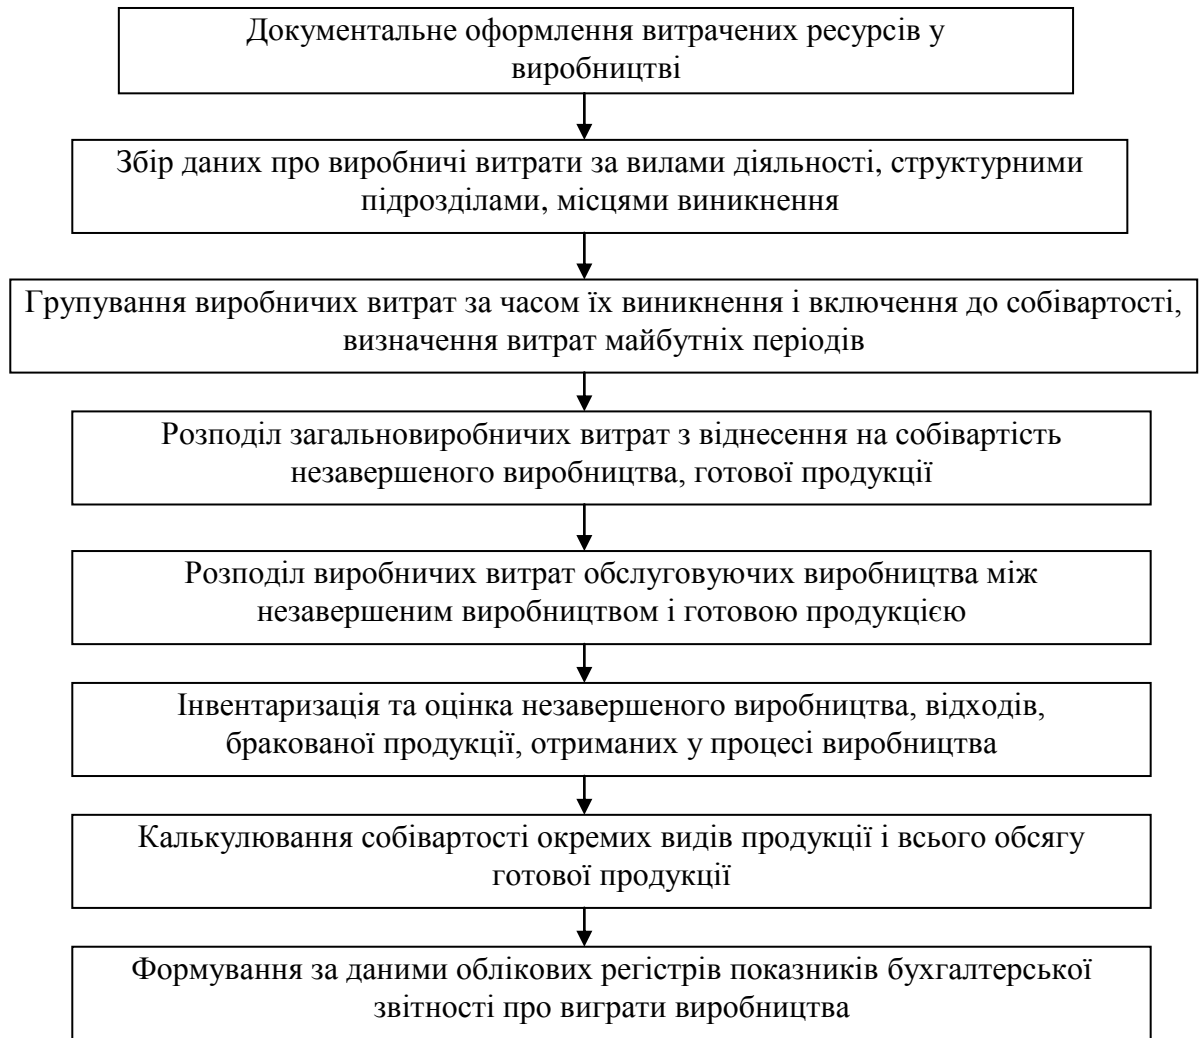 Документальне оформлення витрачених ресурсів у
виробництві
Збір даних про виробничі витрати за вилами діяльності, структурними
підрозділами, місцями виникнення
Групування виробничих витрат за часом їх виникнення і включення до собівартості,
визначення витрат майбутніх періодів
Розподіл загальновиробничих витрат з віднесення на собівартість
незавершеного виробництва, готової продукції
Розподіл виробничих витрат обслуговуючих виробництва між
незавершеним виробництвом і готовою продукцією
Інвентаризація та оцінка незавершеного виробництва, відходів,
бракованої продукції, отриманих у процесі виробництва
Калькулювання собівартості окремих видів продукції і всього обсягу
готової продукції
Формування за даними облікових регістрів показників бухгалтерської
звітності про виграти виробництва